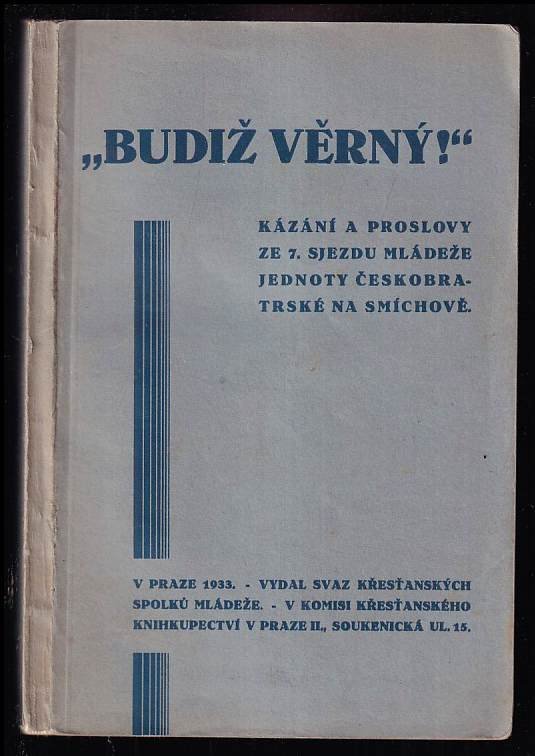 „BUDIŽ VĚRNÝ!“
KÁZÁNÍ A PROSLOVY
ZE 7. SJEZDU MLÁDEŽE
JEDNOTY ČESKOBRA-
TRSKÉ NA SMÍCHOVĚ.
V PRAZE 1933. - VYDAL SVAZ KŘESŤANSKÝCH
SPOLKŮ MLÁDEŽE. - V KOMISI KŘESŤANSKÉHO
KNIHKUPECTVÍ V PRAZE II., SOUKENICKÁ UL. 15.